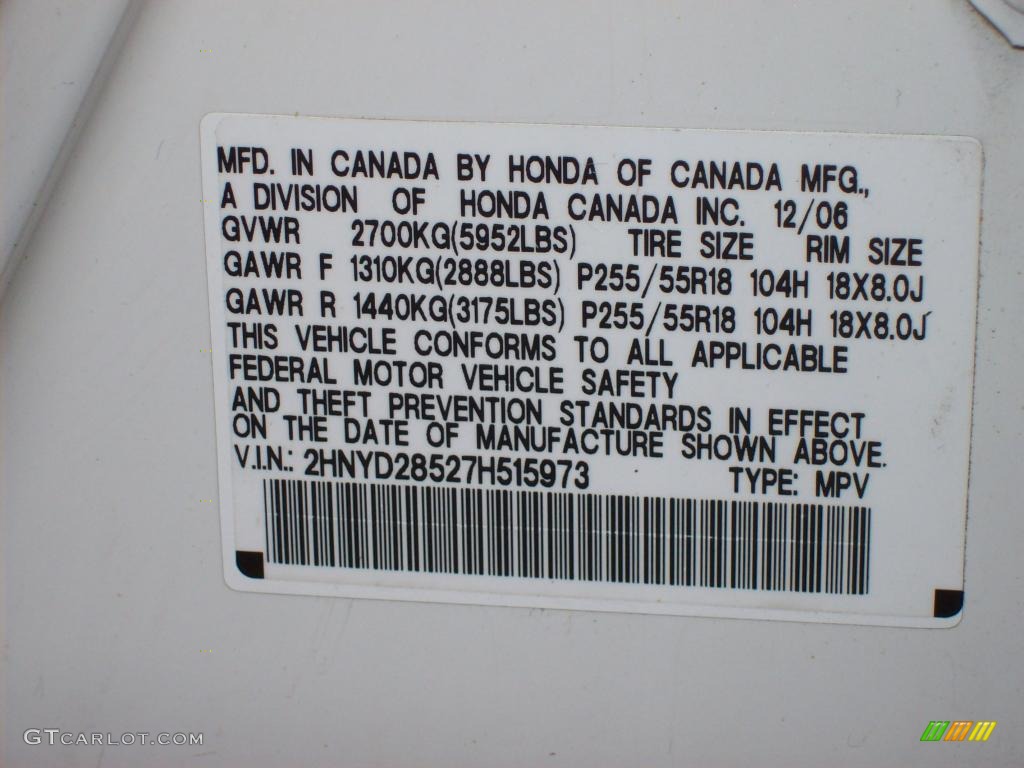 MFD. IN CANADA BY HONDA OF CANADA MFG.,
A DIVISION OF HONDA CANADA INC. 12/06
GVWR 2700KG(5952LBS) TIRE SIZE RIM SIZE
GAWR F 1310KG(2888LBS) P255/55R18 104H 18X8.0J
GAWR R 1440KG(3175LBS) P255/55R18 104H 18X8.0J
THIS VEHICLE CONFORMS TO ALL APPLICABLE
FEDERAL MOTOR VEHICLE SAFETY
AND THEFT PREVENTION STANDARDS IN EFFECT
ON THE DATE OF MANUFACTURE SHOWN ABOVE.
V.I.N.: 2HNYD28527H515973 TYPE: MPV
GTCARLOT.COM